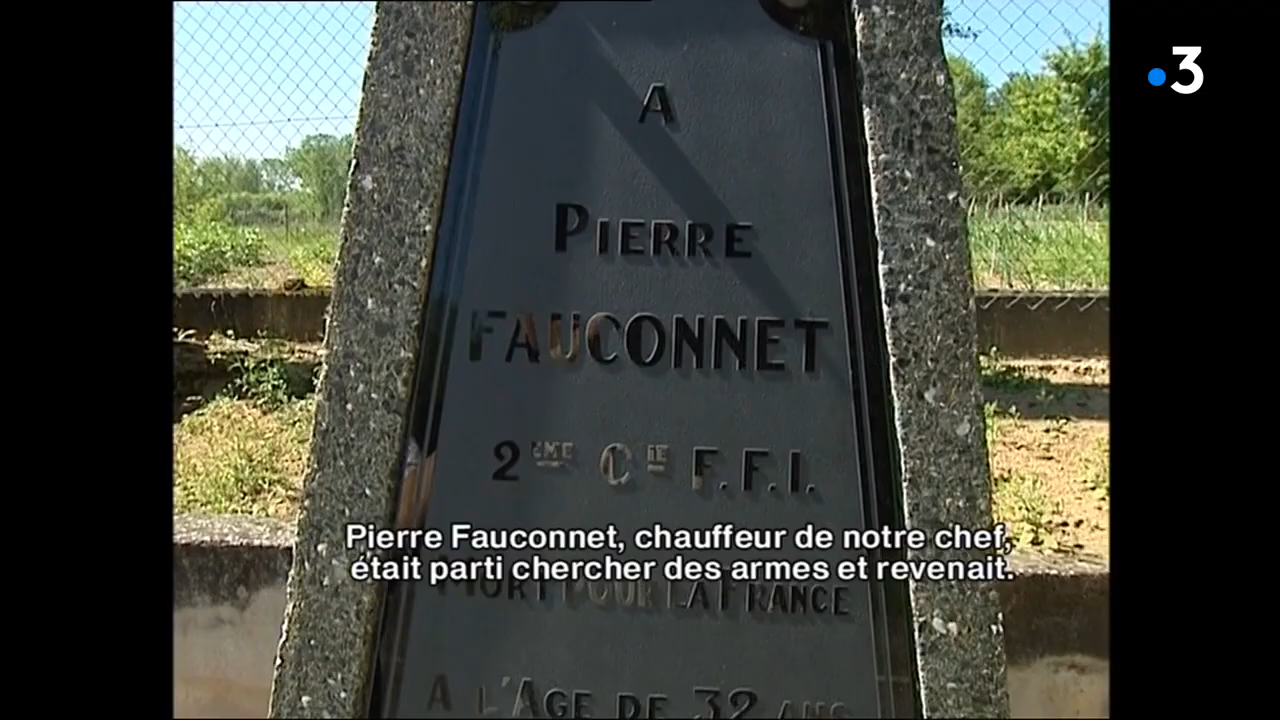 3
A
PIERRE
FAUCONNET
2ÈME CIE F.F.I.
Pierre Fauconnet, chauffeur de notre chef,
était parti chercher des armes et revenait.
MORT POUR LA FRANCE
A L'AGE DE 32 ANS